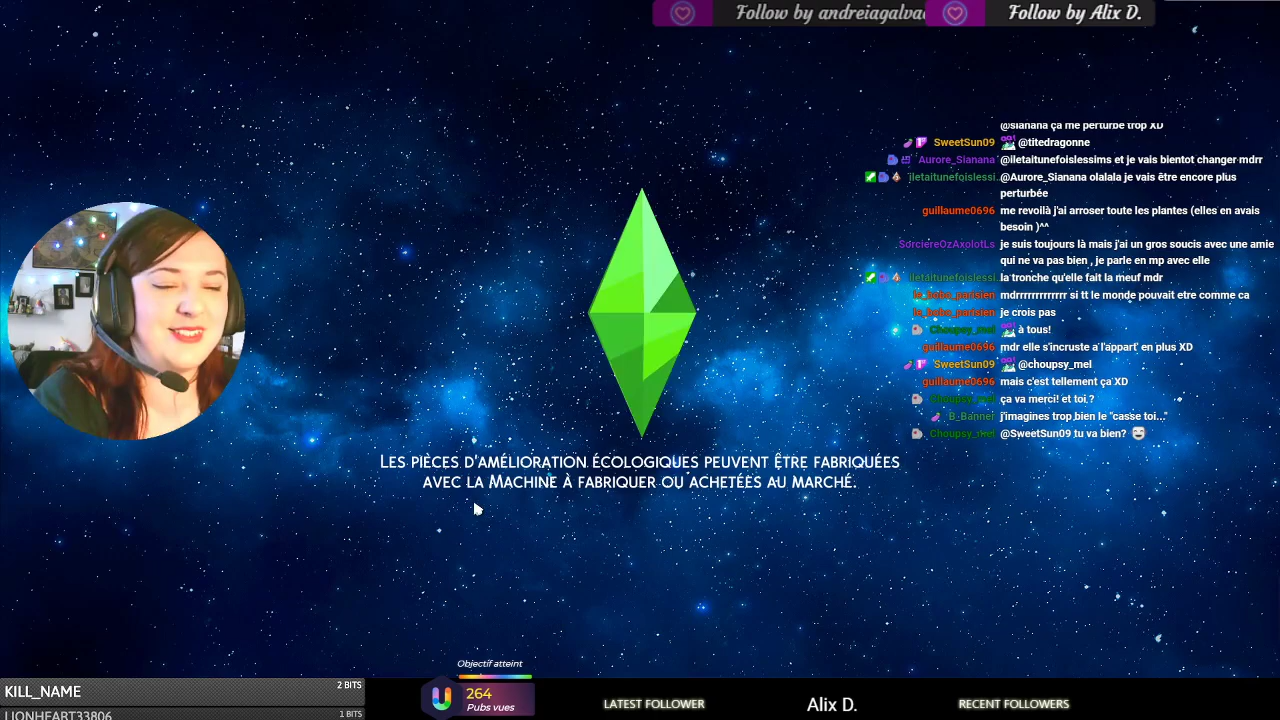 Follow by andreiagalva
Follow by Alix D.
@sianana ça me perturbe trop XD
SweetSun09 @titedragonne
Aurore_Sianana @iletaitunefoislessims et je vais bientot changer mdrr
iletaitunefoislessi... @Aurore_Sianana olalala je vais être encore plus
perturbée
guillaume0696 me revoilà j'ai arroser toute les plantes (elles en avais
besoin )^^
SorciereOzAxolotLs je suis toujours là mais j'ai un gros soucis avec une amie
qui ne va pas bien , je parle en mp avec elle
iletaitunefoislessi... la tronche qu'elle fait la meuf mdr
le_bobo_parisien mdrrrrrrrrrrrr si tt le monde pouvait etre comme ca
le_bobo_parisien je crois pas
Choupsy_mel à tous!
guillaume0696 mdr elle s'incruste a l'appart' en plus XD
SweetSun09 @choupsy_mel
guillaume0696 mais c'est tellement ça XD
Choupsy_mel ça va merci! et toi ?
B-Banner j'imagines trop bien le "casse toi..."
Choupsy_mel @SweetSun09 tu va bien?
Les pièces d'amélioration écologiques peuvent être fabriquées
avec la Machine à fabriquer ou achetées au marché.
Objectif atteint
KILL_NAME 2 BITS
264
Pubs vues
LATEST FOLLOWER Alix D. RECENT FOLLOWERS
LIONHEART33806 1 BITS